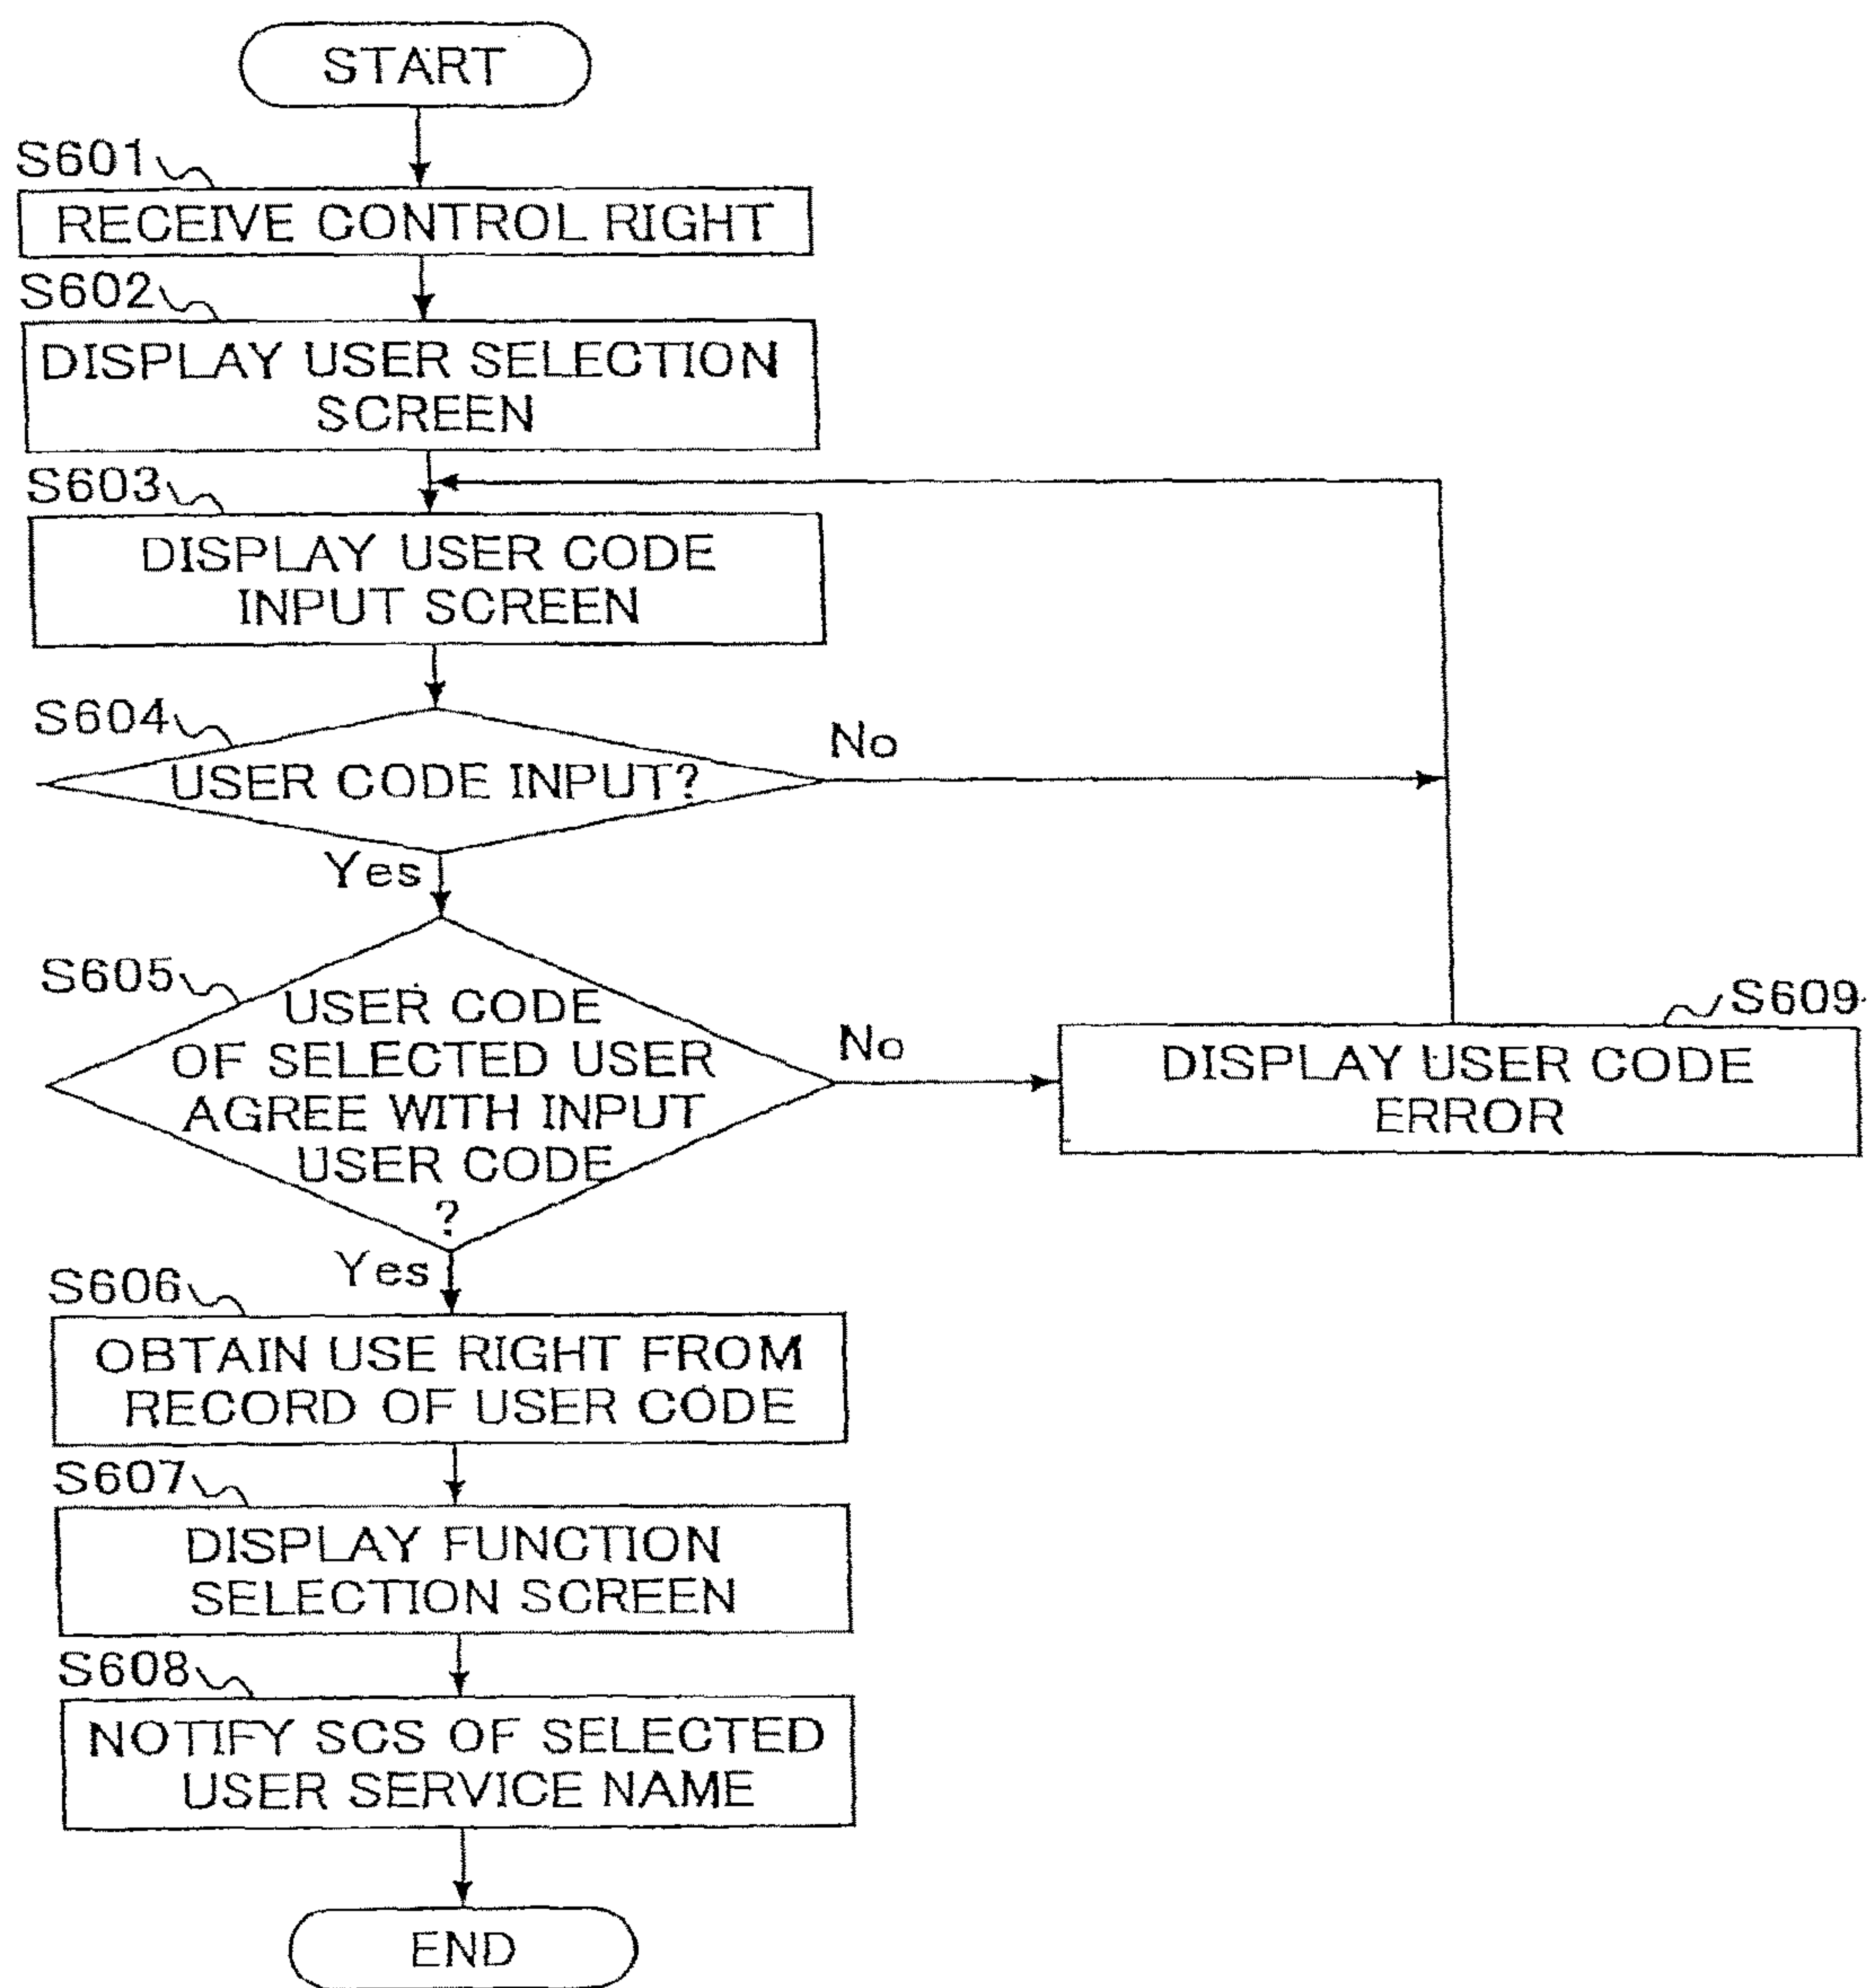 START
S601
RECEIVE CONTROL RIGHT
S602
DISPLAY USER SELECTION
SCREEN
S603
DISPLAY USER CODE
INPUT SCREEN
S604
USER CODE INPUT?
No
Yes
S605
USER CODE
OF SELECTED USER
AGREE WITH INPUT
USER CODE
?
No
S609
DISPLAY USER CODE
ERROR
Yes
S606
OBTAIN USE RIGHT FROM
RECORD OF USER CODE
S607
DISPLAY FUNCTION
SELECTION SCREEN
S608
NOTIFY SCS OF SELECTED
USER SERVICE NAME
END